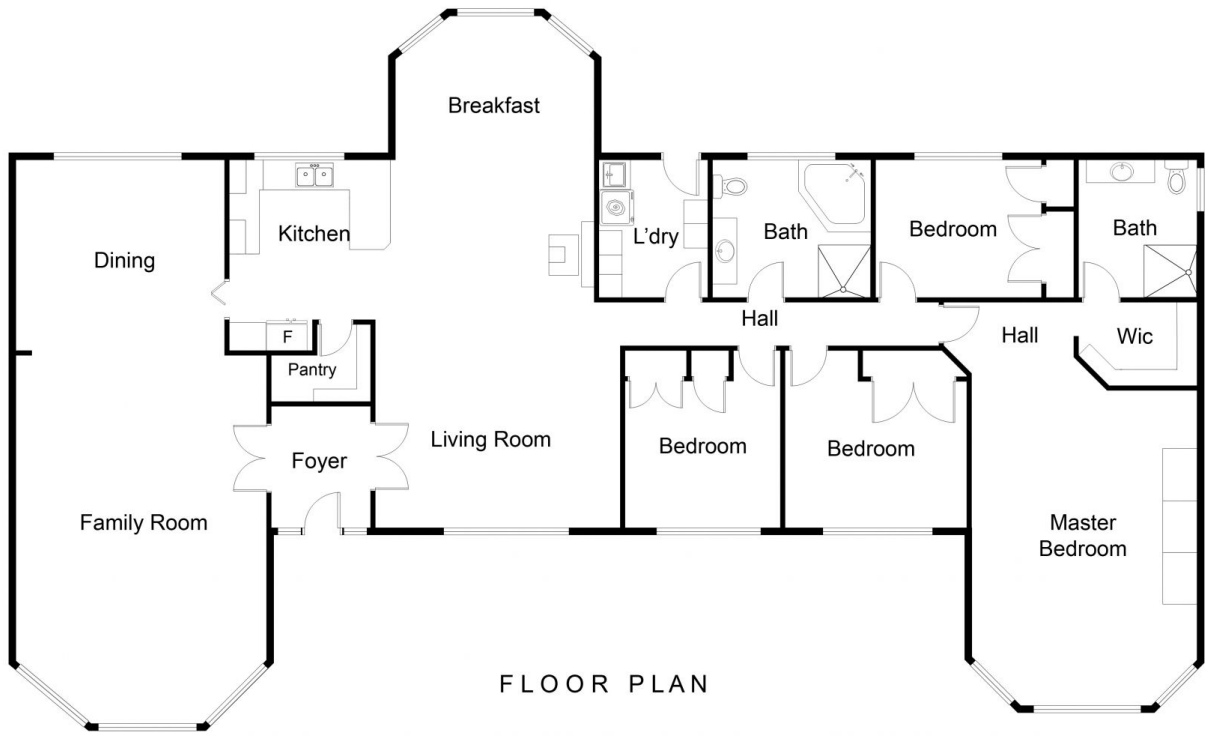 Breakfast
Kitchen
Dining
L'dry
Bath
Bedroom
Bath
Hall
Hall
Wic
F
Pantry
Living Room
Foyer
Bedroom
Bedroom
Family Room
Master
Bedroom
FLOOR PLAN